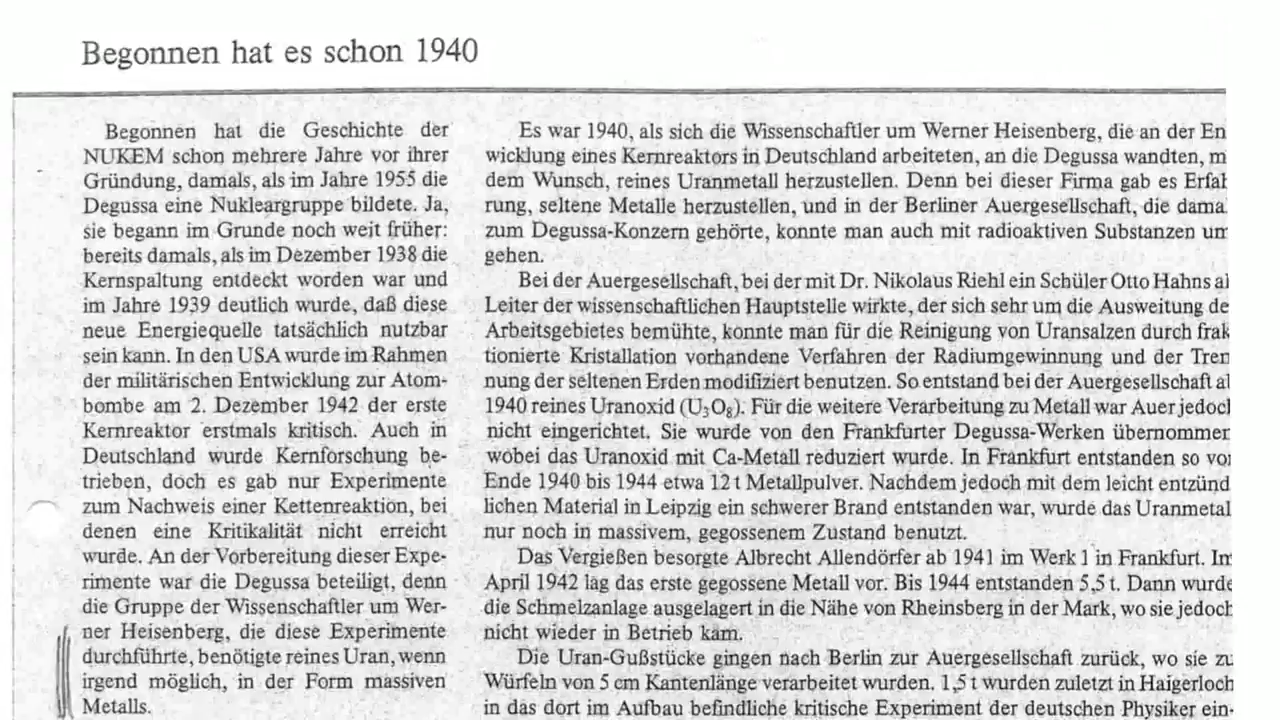 Begonnen hat es schon 1940
Begonnen hat die Geschichte der
NUKEM schon mehrere Jahre vor ihrer
Gründung, damals, als im Jahre 1955 die
Degussa eine Nukleargruppe bildete. Ja,
sie begann im Grunde noch weit früher:
bereits damals, als im Dezember 1938 die
Kernspaltung entdeckt worden war und
im Jahre 1939 deutlich wurde, daß diese
neue Energiequelle tatsächlich nutzbar
sein kann. In den USA wurde im Rahmen
der militärischen Entwicklung zur Atom-
bombe am 2. Dezember 1942 der erste
Kernreaktor erstmals kritisch. Auch in
Deutschland wurde Kernforschung be-
trieben, doch es gab nur Experimente
zum Nachweis einer Kettenreaktion, bei
denen eine Kritikalität nicht erreicht
wurde. An der Vorbereitung dieser Expe-
rimente war die Degussa beteiligt, denn
die Gruppe der Wissenschaftler um Wer-
ner Heisenberg, die diese Experimente
durchführte, benötigte reines Uran, wenn
irgend möglich, in der Form massiven
Metalls.
Es war 1940, als sich die Wissenschaftler um Werner Heisenberg, die an der En
wicklung eines Kernreaktors in Deutschland arbeiteten, an die Degussa wandten, m
dem Wunsch, reines Uranmetall herzustellen. Denn bei dieser Firma gab es Erfah
rung, seltene Metalle herzustellen, und in der Berliner Auergesellschaft, die dama
zum Degussa-Konzern gehörte, konnte man auch mit radioaktiven Substanzen um
gehen.
Bei der Auergesellschaft, bei der mit Dr. Nikolaus Riehl ein Schüler Otto Hahns al
Leiter der wissenschaftlichen Hauptstelle wirkte, der sich sehr um die Ausweitung de
Arbeitsgebietes bemühte, konnte man für die Reinigung von Uransalzen durch frak
tionierte Kristallation vorhandene Verfahren der Radiumgewinnung und der Tren
nung der seltenen Erden modifiziert benutzen. So entstand bei der Auergesellschaft al
1940 reines Uranoxid (U₃O₈). Für die weitere Verarbeitung zu Metall war Auer jedoch
nicht eingerichtet. Sie wurde von den Frankfurter Degussa-Werken übernommen
wobei das Uranoxid mit Ca-Metall reduziert wurde. In Frankfurt entstanden so vo
Ende 1940 bis 1944 etwa 12 t Metallpulver. Nachdem jedoch mit dem leicht entzünd
lichen Material in Leipzig ein schwerer Brand entstanden war, wurde das Uranmetal
nur noch in massivem, gegossenem Zustand benutzt.
Das Vergießen besorgte Albrecht Allendörfer ab 1941 im Werk 1 in Frankfurt. Im
April 1942 lag das erste gegossene Metall vor. Bis 1944 entstanden 5,5 t. Dann wurde
die Schmelzanlage ausgelagert in die Nähe von Rheinsberg in der Mark, wo sie jedoch
nicht wieder in Betrieb kam.
Die Uran-Gußstücke gingen nach Berlin zur Auergesellschaft zurück, wo sie zu
Würfeln von 5 cm Kantenlänge verarbeitet wurden. 1,5 t wurden zuletzt in Haigerloch
in das dort im Aufbau befindliche kritische Experiment der deutschen Physiker ein-